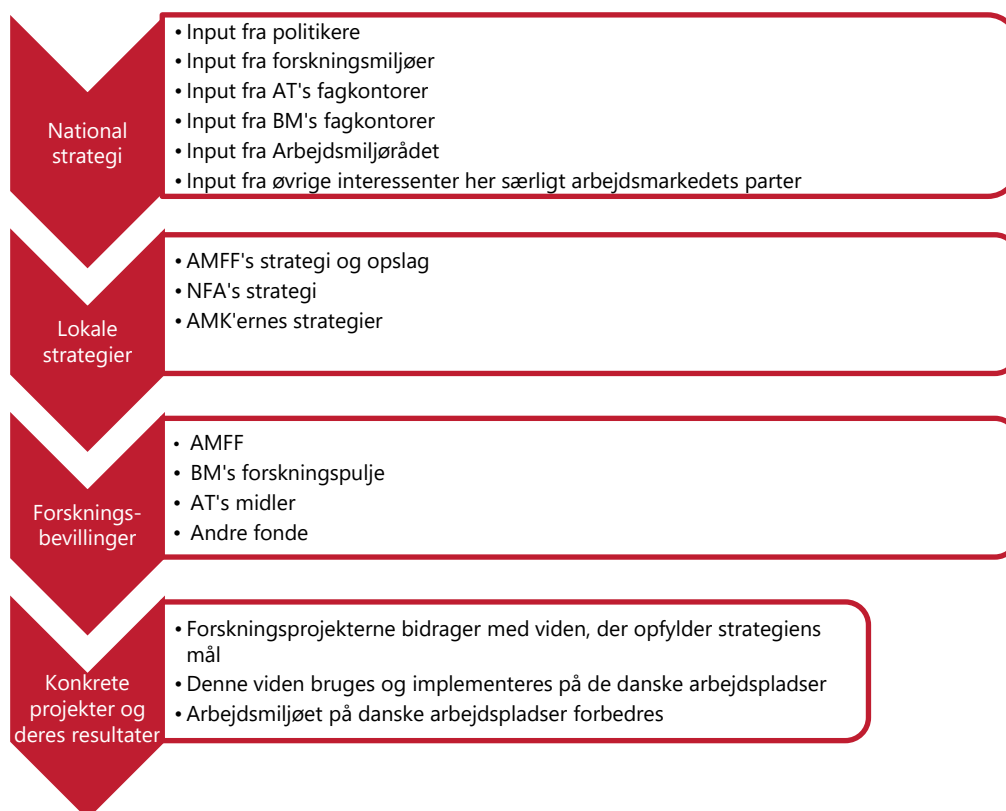 National
strategi
• Input fra politikere
• Input fra forskningsmiljøer
• Input fra AT's fagkontorer
• Input fra BM's fagkontorer
• Input fra Arbejdsmiljørådet
• Input fra øvrige interessenter her særligt arbejdsmarkedets parter
Lokale
strategier
• AMFF's strategi og opslag
• NFA's strategi
• AMK'ernes strategier
Forsknings-
bevillinger
• AMFF
• BM's forskningspulje
• AT's midler
• Andre fonde
Konkrete
projekter og
deres resultater
• Forskningsprojekterne bidrager med viden, der opfylder strategiens
mål
• Denne viden bruges og implementeres på de danske arbejdspladser
• Arbejdsmiljøet på danske arbejdspladser forbedres